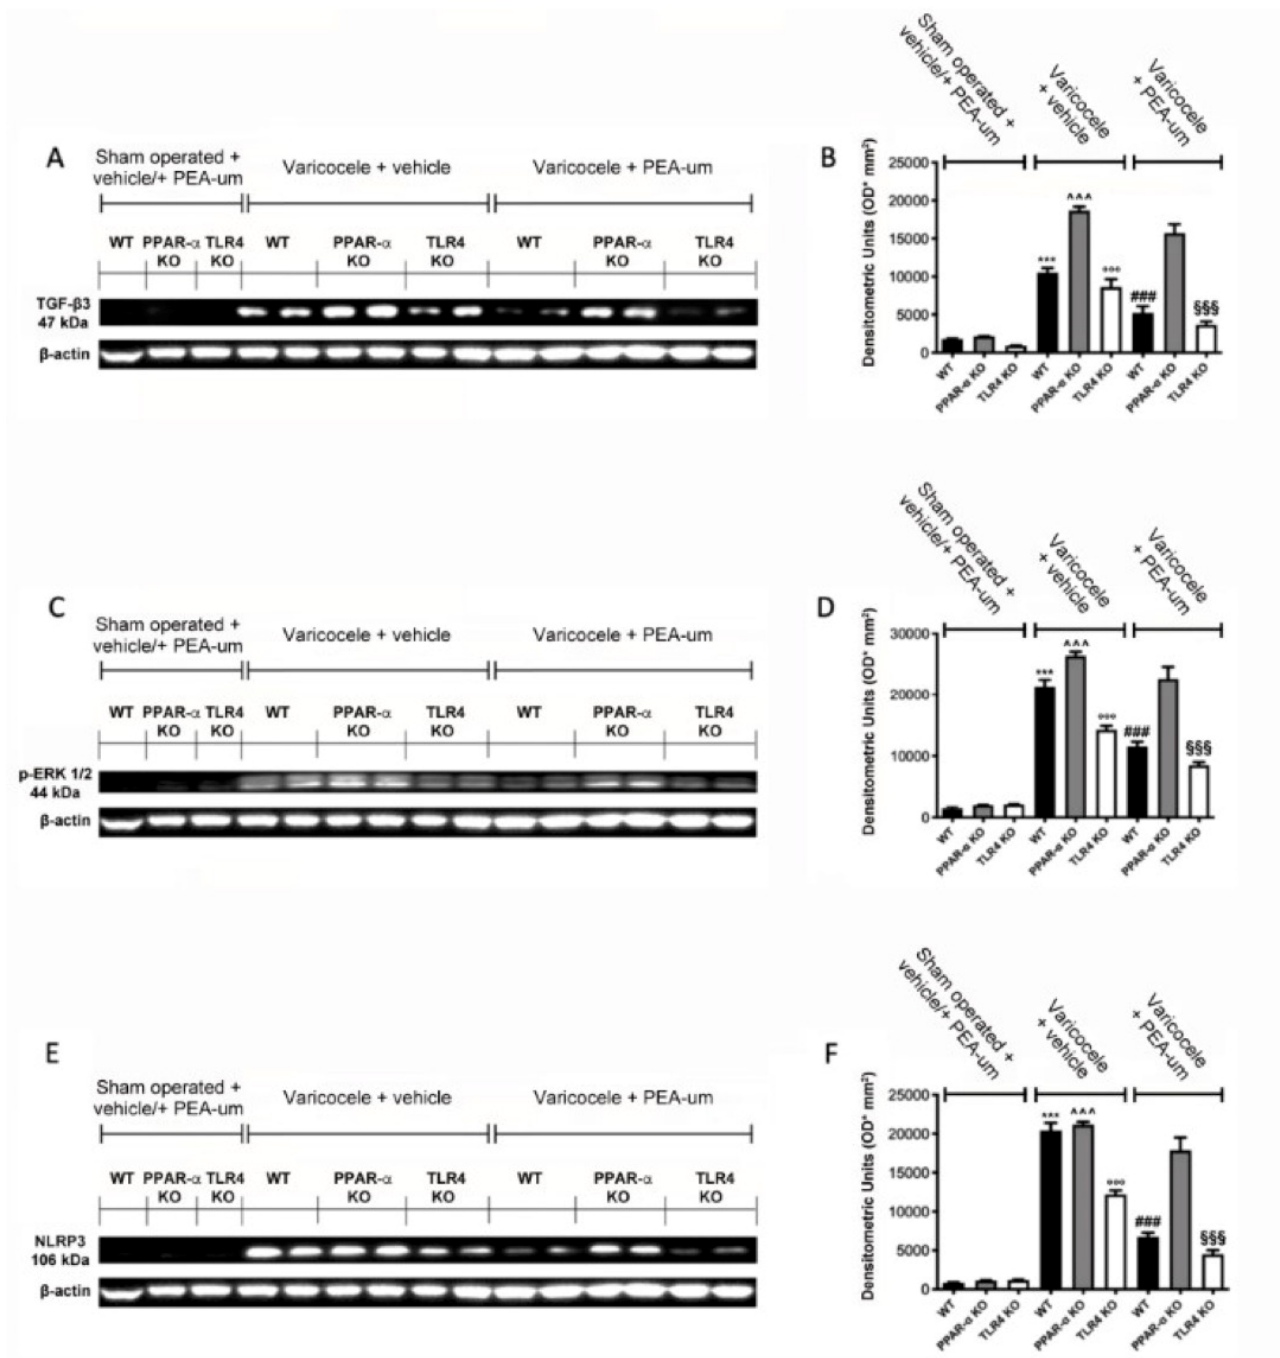 A
Sham operated +
vehicle/+ PEA-um
Varicocele + vehicle
Varicocele + PEA-um
WT PPAR-α KO TLR4 KO WT PPAR-α KO TLR4 KO WT PPAR-α KO TLR4 KO
TGF-β3
47 kDa
β-actin
B
Sham operated +
vehicle/+ PEA-um
Varicocele
+ vehicle
Varicocele
+ PEA-um
Densitometric Units (OD* mm²)
25000
20000
15000
10000
5000
0
***
^^^
°°°
###
§§§
WT
PPAR-α KO
TLR4 KO
WT
PPAR-α KO
TLR4 KO
WT
PPAR-α KO
TLR4 KO
C
Sham operated +
vehicle/+ PEA-um
Varicocele + vehicle
Varicocele + PEA-um
WT PPAR-α KO TLR4 KO WT PPAR-α KO TLR4 KO WT PPAR-α KO TLR4 KO
p-ERK 1/2
44 kDa
β-actin
D
Sham operated +
vehicle/+ PEA-um
Varicocele
+ vehicle
Varicocele
+ PEA-um
Densitometric Units (OD* mm²)
30000
20000
10000
0
***
^^^
°°°
###
§§§
WT
PPAR-α KO
TLR4 KO
WT
PPAR-α KO
TLR4 KO
WT
PPAR-α KO
TLR4 KO
E
Sham operated +
vehicle/+ PEA-um
Varicocele + vehicle
Varicocele + PEA-um
WT PPAR-α KO TLR4 KO WT PPAR-α KO TLR4 KO WT PPAR-α KO TLR4 KO
NLRP3
106 kDa
β-actin
F
Sham operated +
vehicle/+ PEA-um
Varicocele
+ vehicle
Varicocele
+ PEA-um
Densitometric Units (OD* mm²)
25000
20000
15000
10000
5000
0
***
^^^
°°°
###
§§§
WT
PPAR-α KO
TLR4 KO
WT
PPAR-α KO
TLR4 KO
WT
PPAR-α KO
TLR4 KO